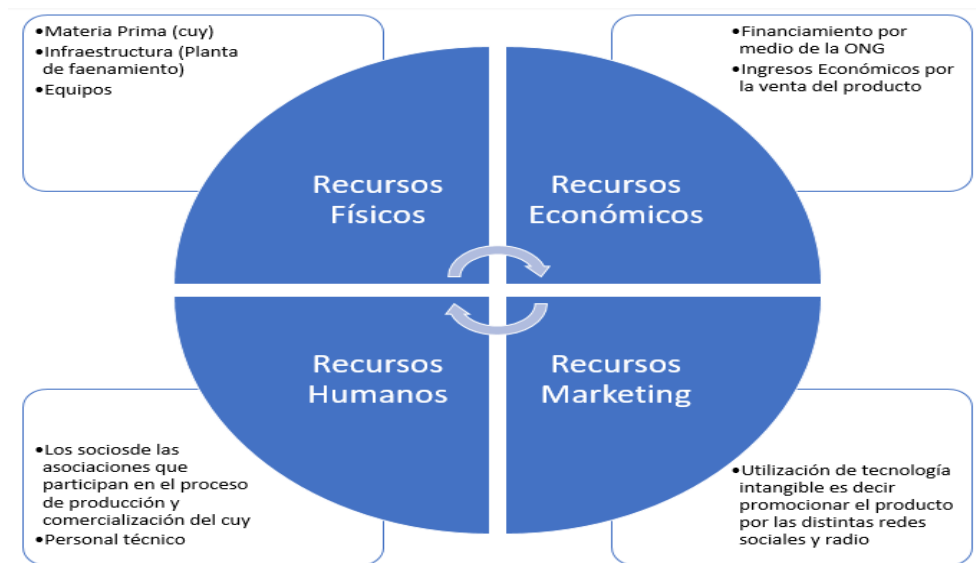 •Materia Prima (cuy)
•Infraestructura (Planta
de faenamiento)
•Equipos
•Financiamiento por
medio de la ONG
•Ingresos Económicos por
la venta del producto
Recursos
Físicos
Recursos
Económicos
Recursos
Humanos
Recursos
Marketing
•Los sociosde las
asociaciones que
participan en el proceso
de producción y
comercialización del cuy
•Personal técnico
•Utilización de tecnología
intangible es decir
promocionar el producto
por las distintas redes
sociales y radio